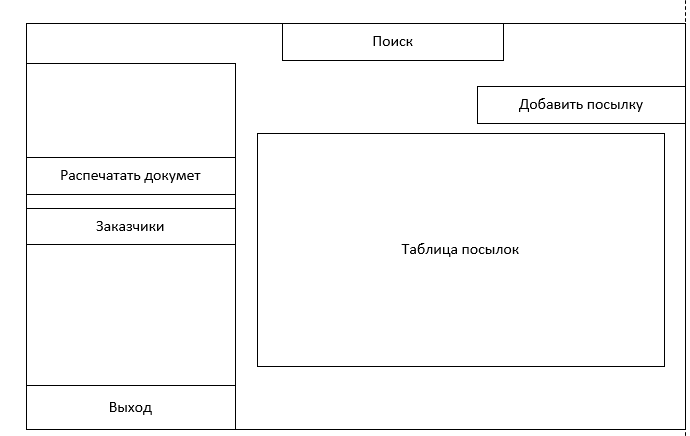 Поиск
Добавить посылку
Распечатать докумет
Заказчики
Таблица посылок
Выход